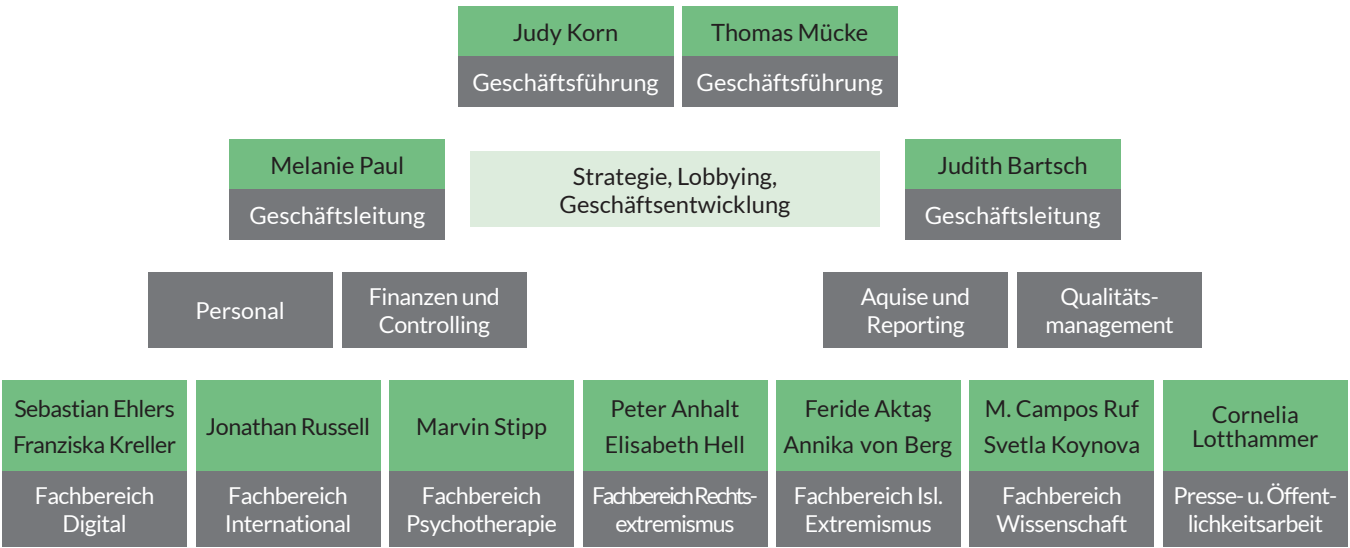 Judy Korn
Geschäftsführung
Thomas Mücke
Geschäftsführung
Melanie Paul
Geschäftsleitung
Strategie, Lobbying,
Geschäftsentwicklung
Judith Bartsch
Geschäftsleitung
Personal
Finanzen und
Controlling
Aquise und
Reporting
Qualitäts-
management
Sebastian Ehlers
Franziska Kreller
Fachbereich
Digital
Jonathan Russell
Fachbereich
International
Marvin Stipp
Fachbereich
Psychotherapie
Peter Anhalt
Elisabeth Hell
Fachbereich Rechts-
extremismus
Feride Aktaş
Annika von Berg
Fachbereich Isl.
Extremismus
M. Campos Ruf
Svetla Koynova
Fachbereich
Wissenschaft
Cornelia
Lotthammer
Presse- u. Öffent-
lichkeitsarbeit